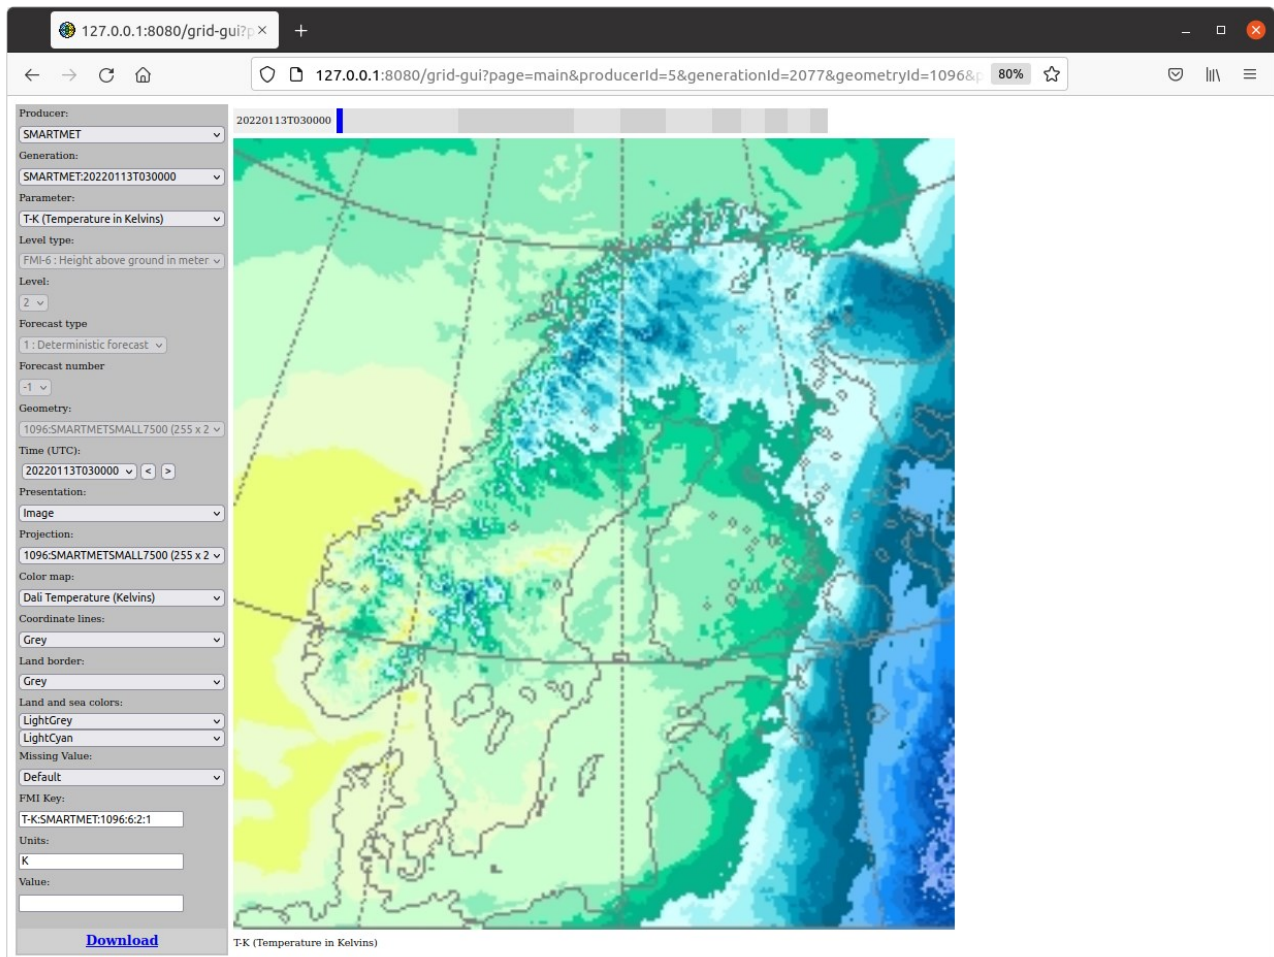 127.0.0.1:8080/grid-gui?p
127.0.0.1:8080/grid-gui?page=main&producerId=5&generationId=2077&geometryId=1096&p
80%
Producer:
SMARTMET
Generation:
SMARTMET:20220113T030000
Parameter:
T-K (Temperature in Kelvins)
Level type:
FMI-6 : Height above ground in meter
Level:
2
Forecast type
1 : Deterministic forecast
Forecast number
-1
Geometry:
1096:SMARTMETSMALL7500 (255 x 2
Time (UTC):
20220113T030000 < >
Presentation:
Image
Projection:
1096:SMARTMETSMALL7500 (255 x 2
Color map:
Dali Temperature (Kelvins)
Coordinate lines:
Grey
Land border:
Grey
Land and sea colors:
LightGrey
LightCyan
Missing Value:
Default
FMI Key:
T-K:SMARTMET:1096:6:2:1
Units:
K
Value:
Download
20220113T030000
T-K (Temperature in Kelvins)